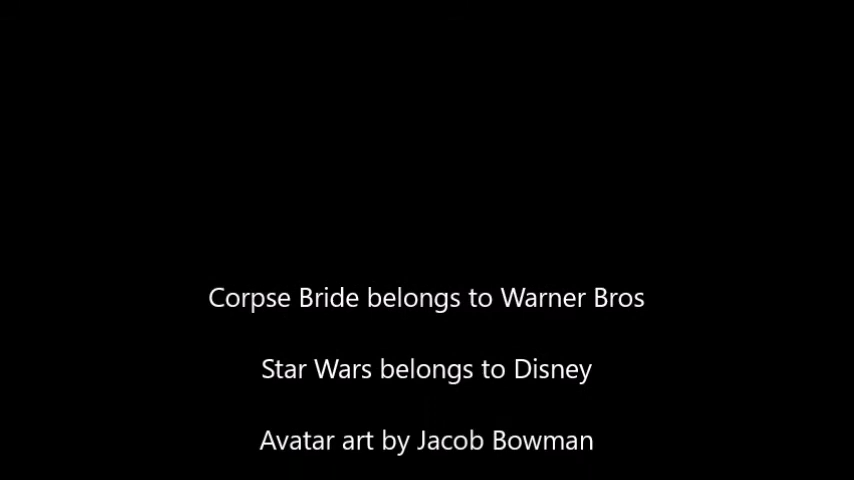 Corpse Bride belongs to Warner Bros
Star Wars belongs to Disney
Avatar art by Jacob Bowman